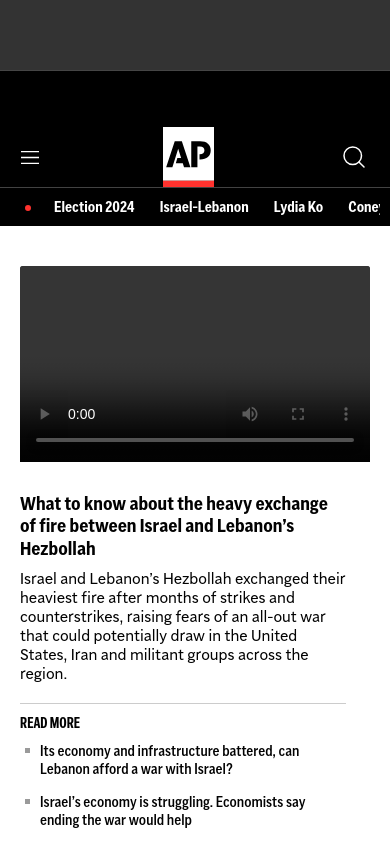 AP
Election 2024 Israel-Lebanon Lydia Ko Coney
0:00
What to know about the heavy exchange
of fire between Israel and Lebanon's
Hezbollah
Israel and Lebanon's Hezbollah exchanged their
heaviest fire after months of strikes and
counterstrikes, raising fears of an all-out war
that could potentially draw in the United
States, Iran and militant groups across the
region.
READ MORE
Its economy and infrastructure battered, can
Lebanon afford a war with Israel?
Israel's economy is struggling. Economists say
ending the war would help